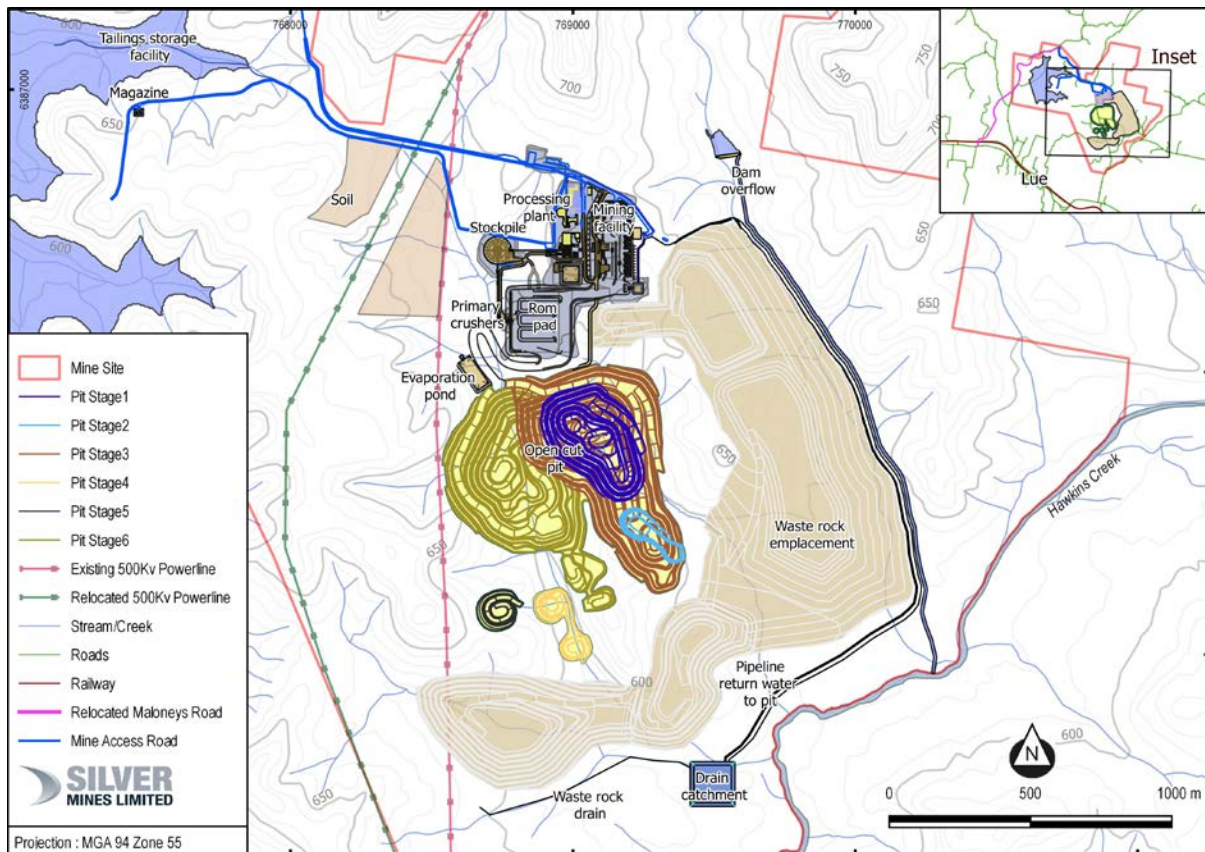 768000
769000
770000
6387000
Tailings storage
facility
Magazine
650
700
750
700
Inset
Lue
Dam
overflow
Soil
Processing
plant
Mining
facility
Stockpile
600
600
650
Primary
crushers
Rom
pad
Evaporation
pond
Open cut
pit
650
650
Waste rock
emplacement
Hawkins Creek
600
Pipeline
return water
to pit
650
Drain
catchment
Waste rock
drain
600
N
0
500
1000 m
Mine Site
Pit Stage1
Pit Stage2
Pit Stage3
Pit Stage4
Pit Stage5
Pit Stage6
Existing 500Kv Powerline
Relocated 500Kv Powerline
Stream/Creek
Roads
Railway
Relocated Maloneys Road
Mine Access Road
SILVER
MINES LIMITED
Projection : MGA 94 Zone 55